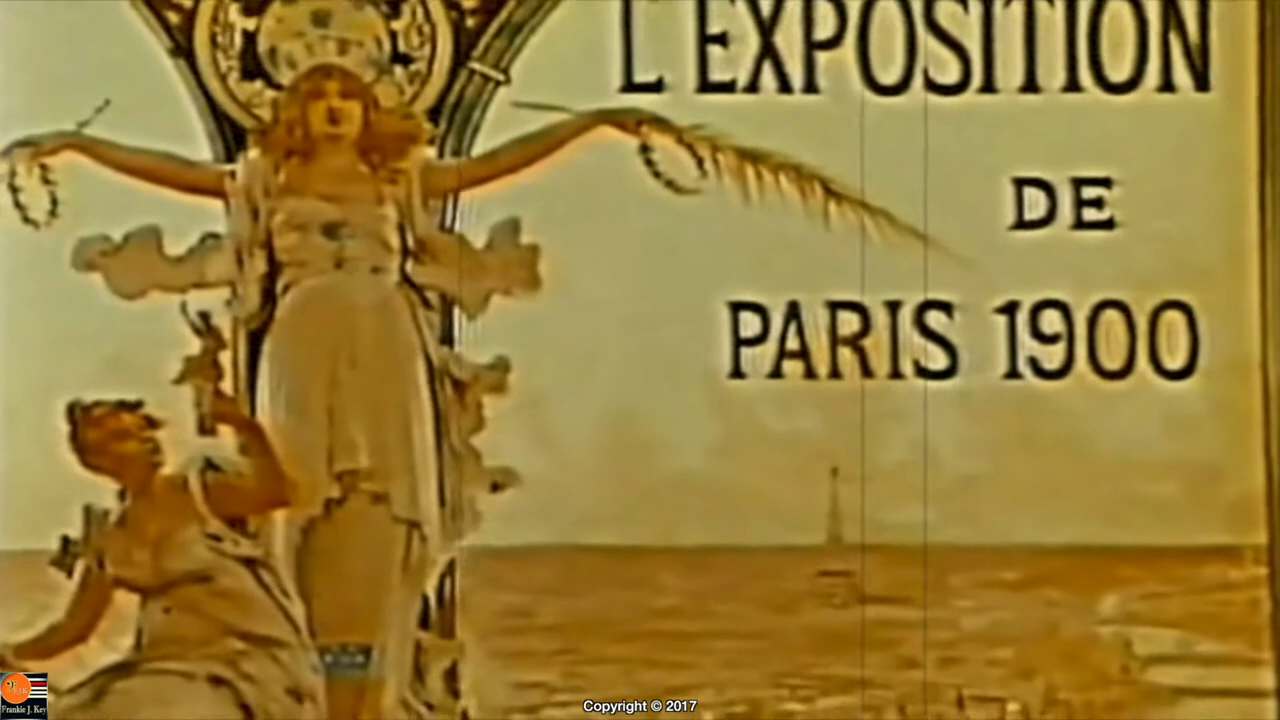 L'EXPOSITION
DE
PARIS 1900
Frankie J. Key
Copyright © 2017